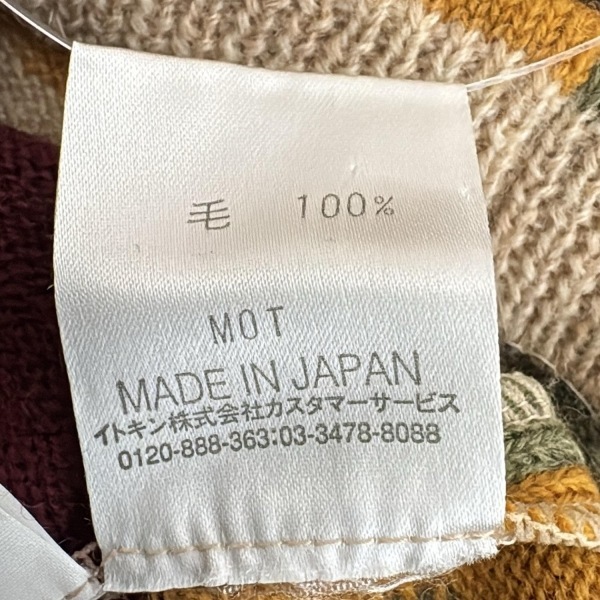 毛 100%
MOT
MADE IN JAPAN
イトキン株式会社カスタマーサービス
0120-888-363:03-3478-8088